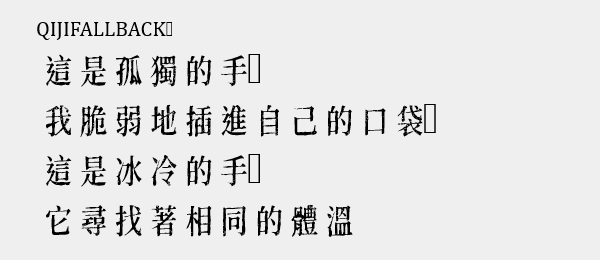 QIJIFALLBACK
這是孤獨的手
我脆弱地插進自己的口袋
這是冰冷的手
它尋找著相同的體溫